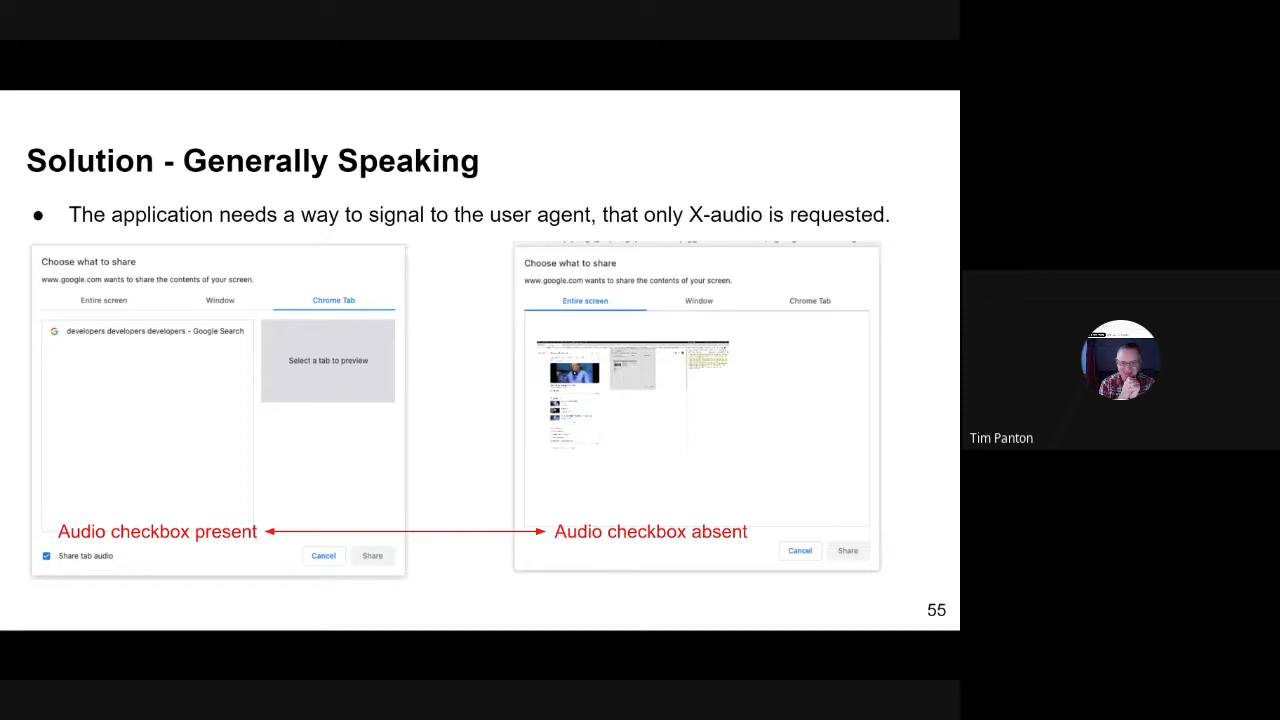 Solution - Generally Speaking
● The application needs a way to signal to the user agent, that only X-audio is requested.
Choose what to share
www.google.com wants to share the contents of your screen.
Entire screen Window Chrome Tab
developers developers developers - Google Search
Select a tab to preview
Audio checkbox present
Share tab audio Cancel Share
Choose what to share
www.google.com wants to share the contents of your screen.
Entire screen Window Chrome Tab
Audio checkbox absent
Cancel Share
55
Tim Panton